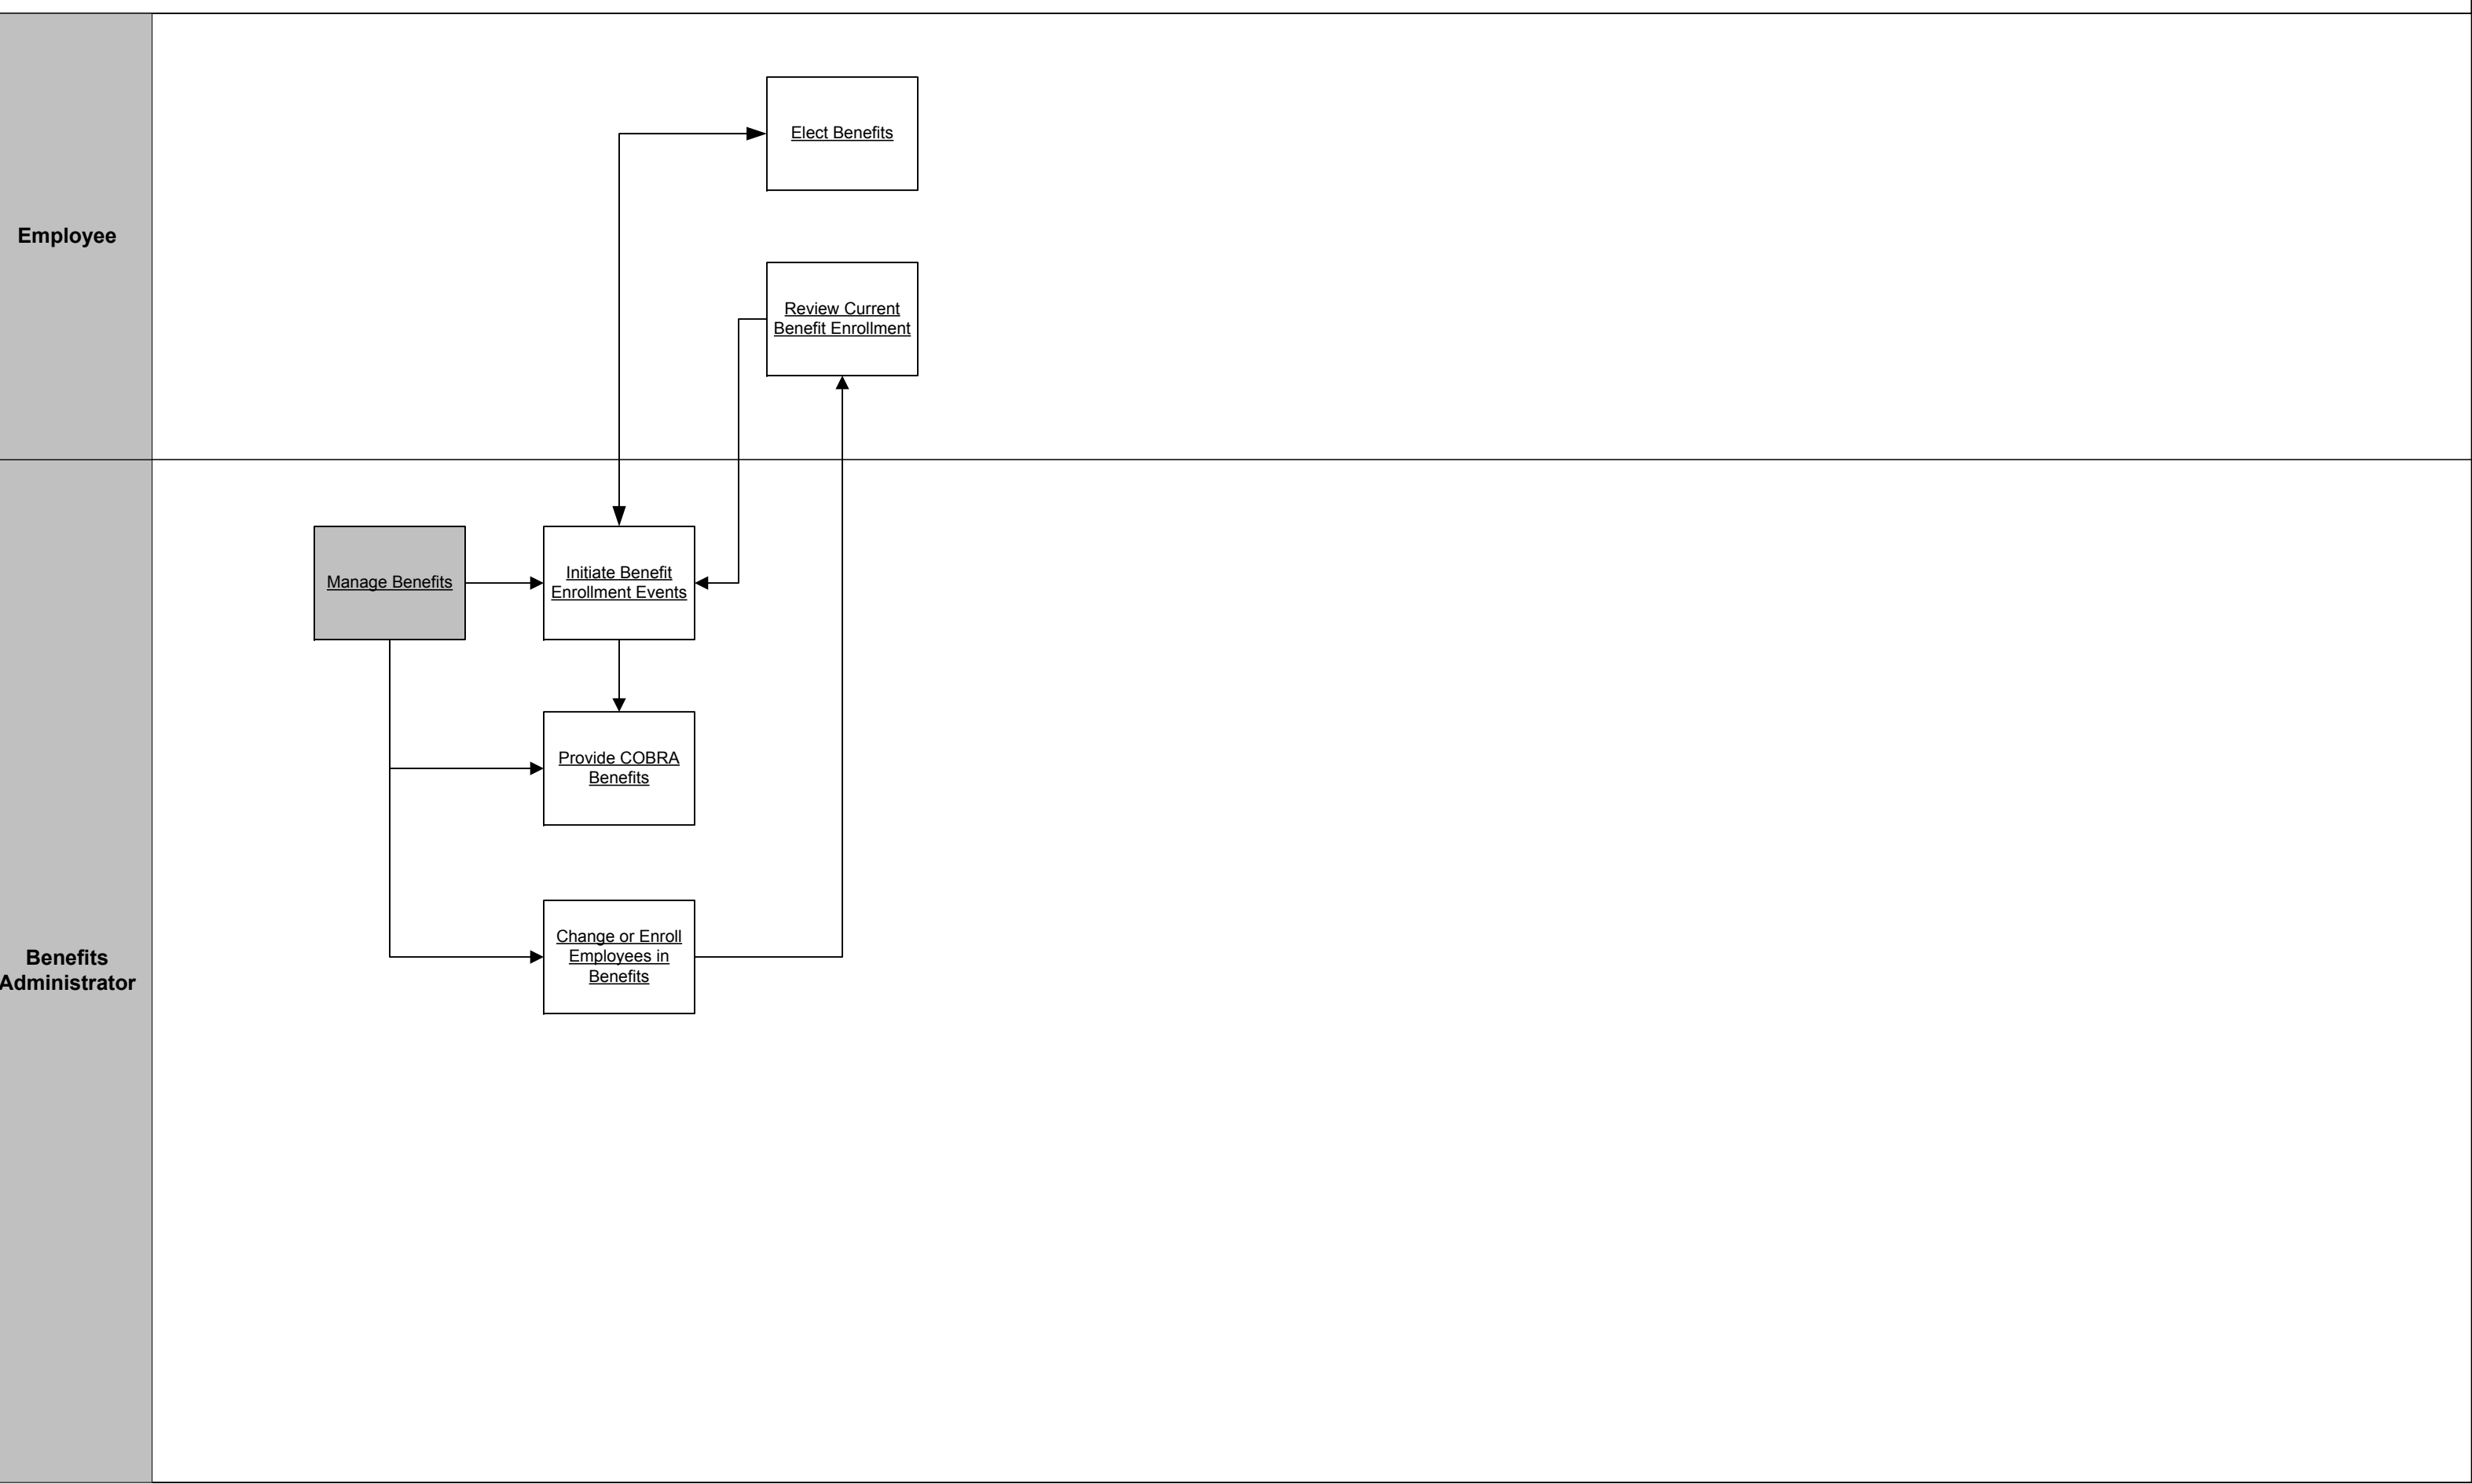 Employee
Elect Benefits
Review Current
Benefit Enrollment
Benefits
Administrator
Manage Benefits
Initiate Benefit
Enrollment Events
Provide COBRA
Benefits
Change or Enroll
Employees in
Benefits